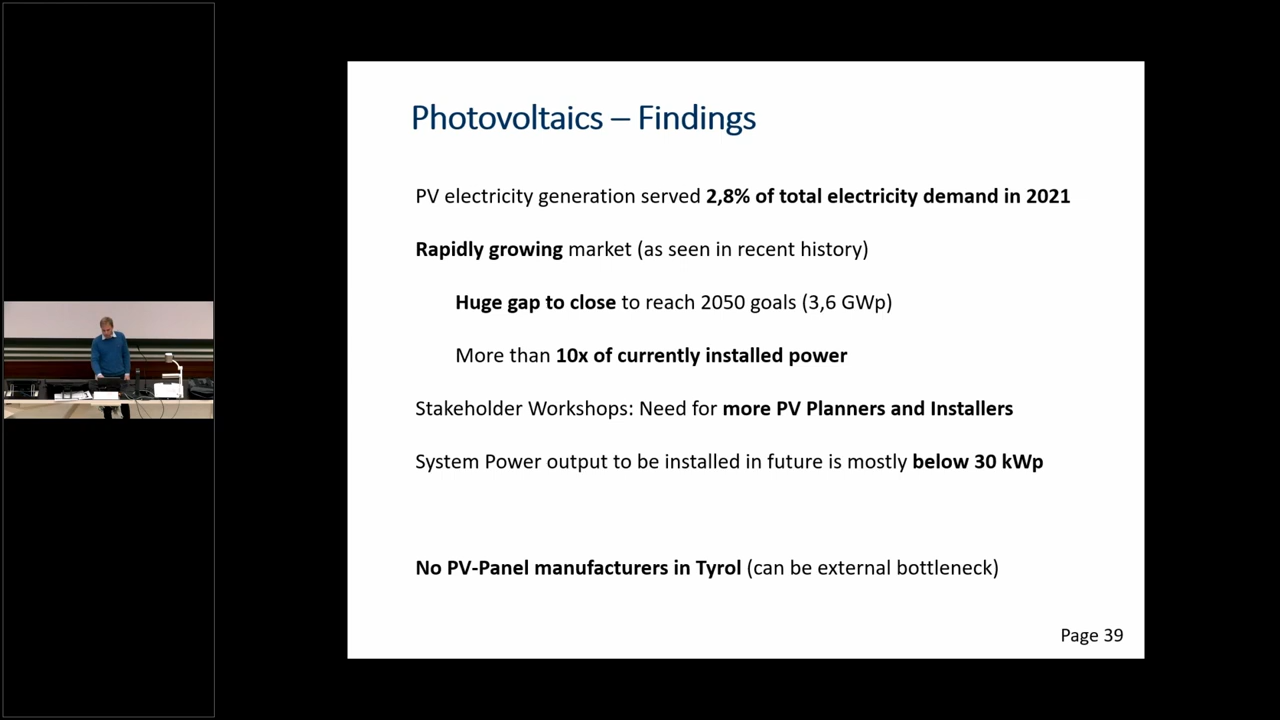 Photovoltaics – Findings
PV electricity generation served 2,8% of total electricity demand in 2021
Rapidly growing market (as seen in recent history)
Huge gap to close to reach 2050 goals (3,6 GWp)
More than 10x of currently installed power
Stakeholder Workshops: Need for more PV Planners and Installers
System Power output to be installed in future is mostly below 30 kWp
No PV-Panel manufacturers in Tyrol (can be external bottleneck)
Page 39